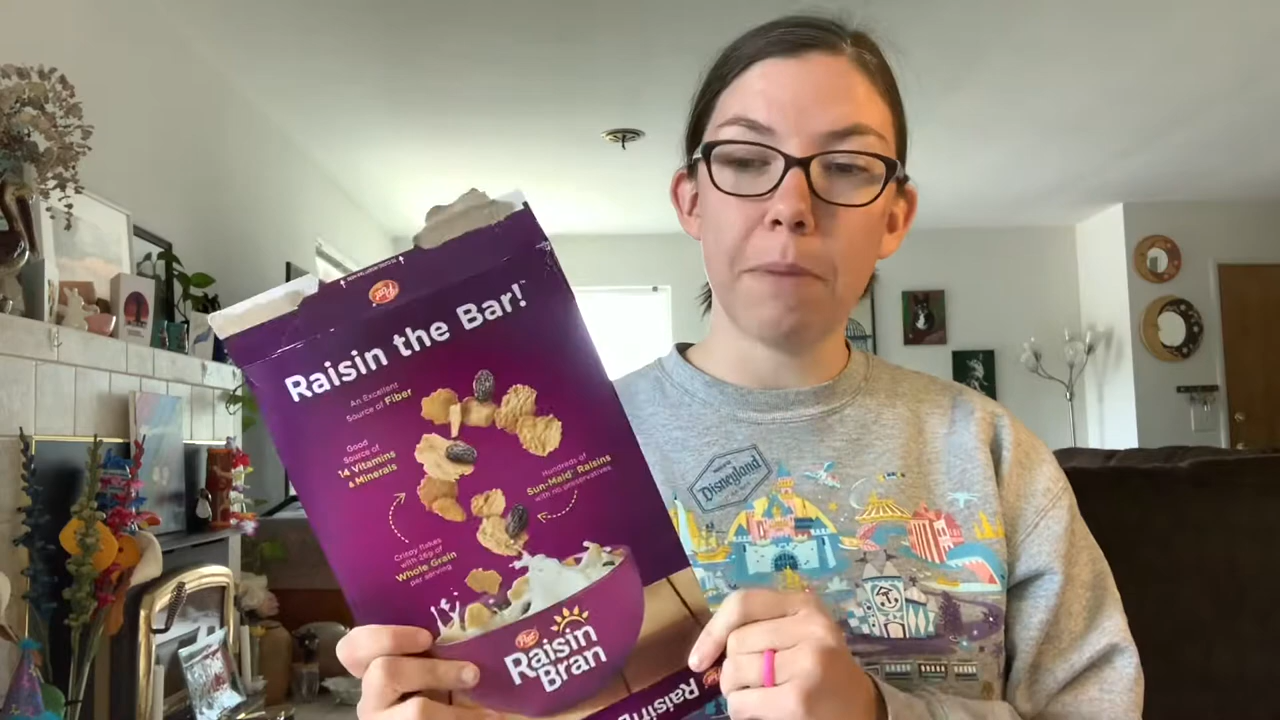 Post
Raisin the Bar!
An Excellent
Source of Fiber
Good
Source of
14 Vitamins
& Minerals
Hundreds of
Sun-Maid® Raisins
with no preservatives
Crispy flakes
with 26g of
Whole Grain
per serving
Post
Raisin
Bran
Raisin
Disneyland